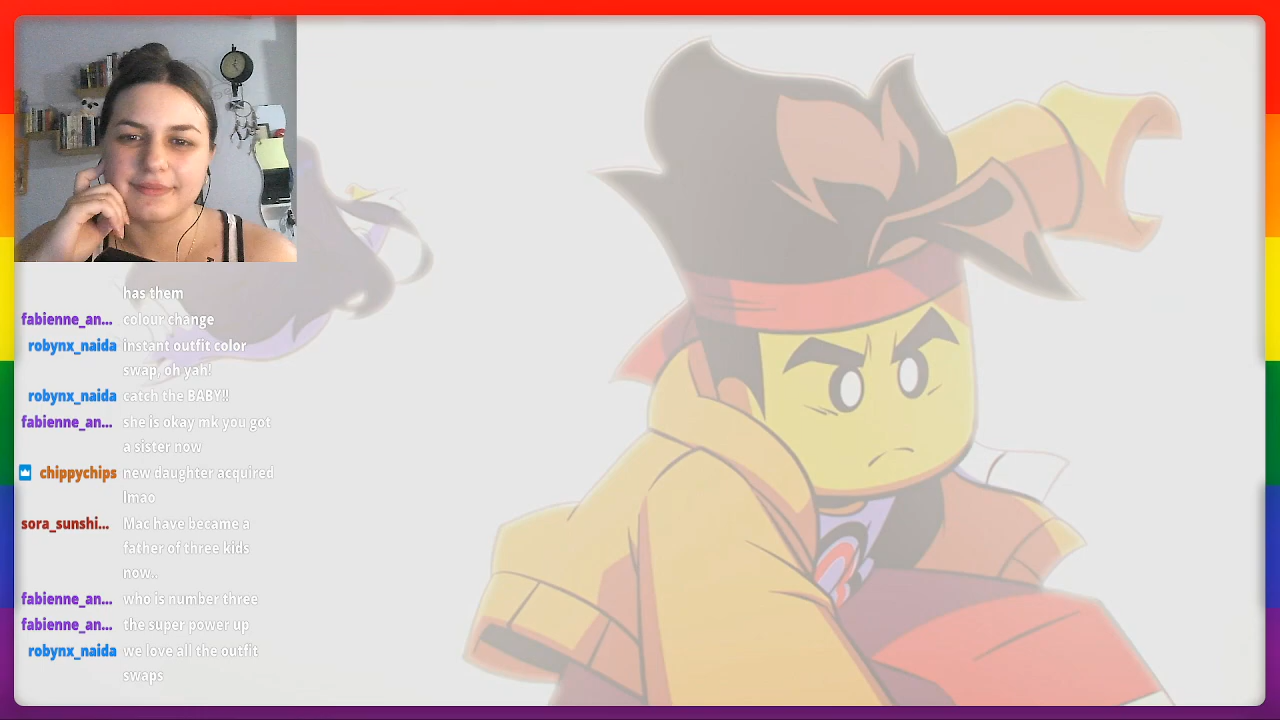 has them
fabienne_an... colour change
robynx_naida instant outfit color
swap, oh yah!
robynx_naida catch the BABY!!
fabienne_an... she is okay mk you got
a sister now
chippychips new daughter acquired
lmao
sora_sunshi... Mac have became a
father of three kids
now..
fabienne_an... who is number three
fabienne_an... the super power up
robynx_naida we love all the outfit
swaps